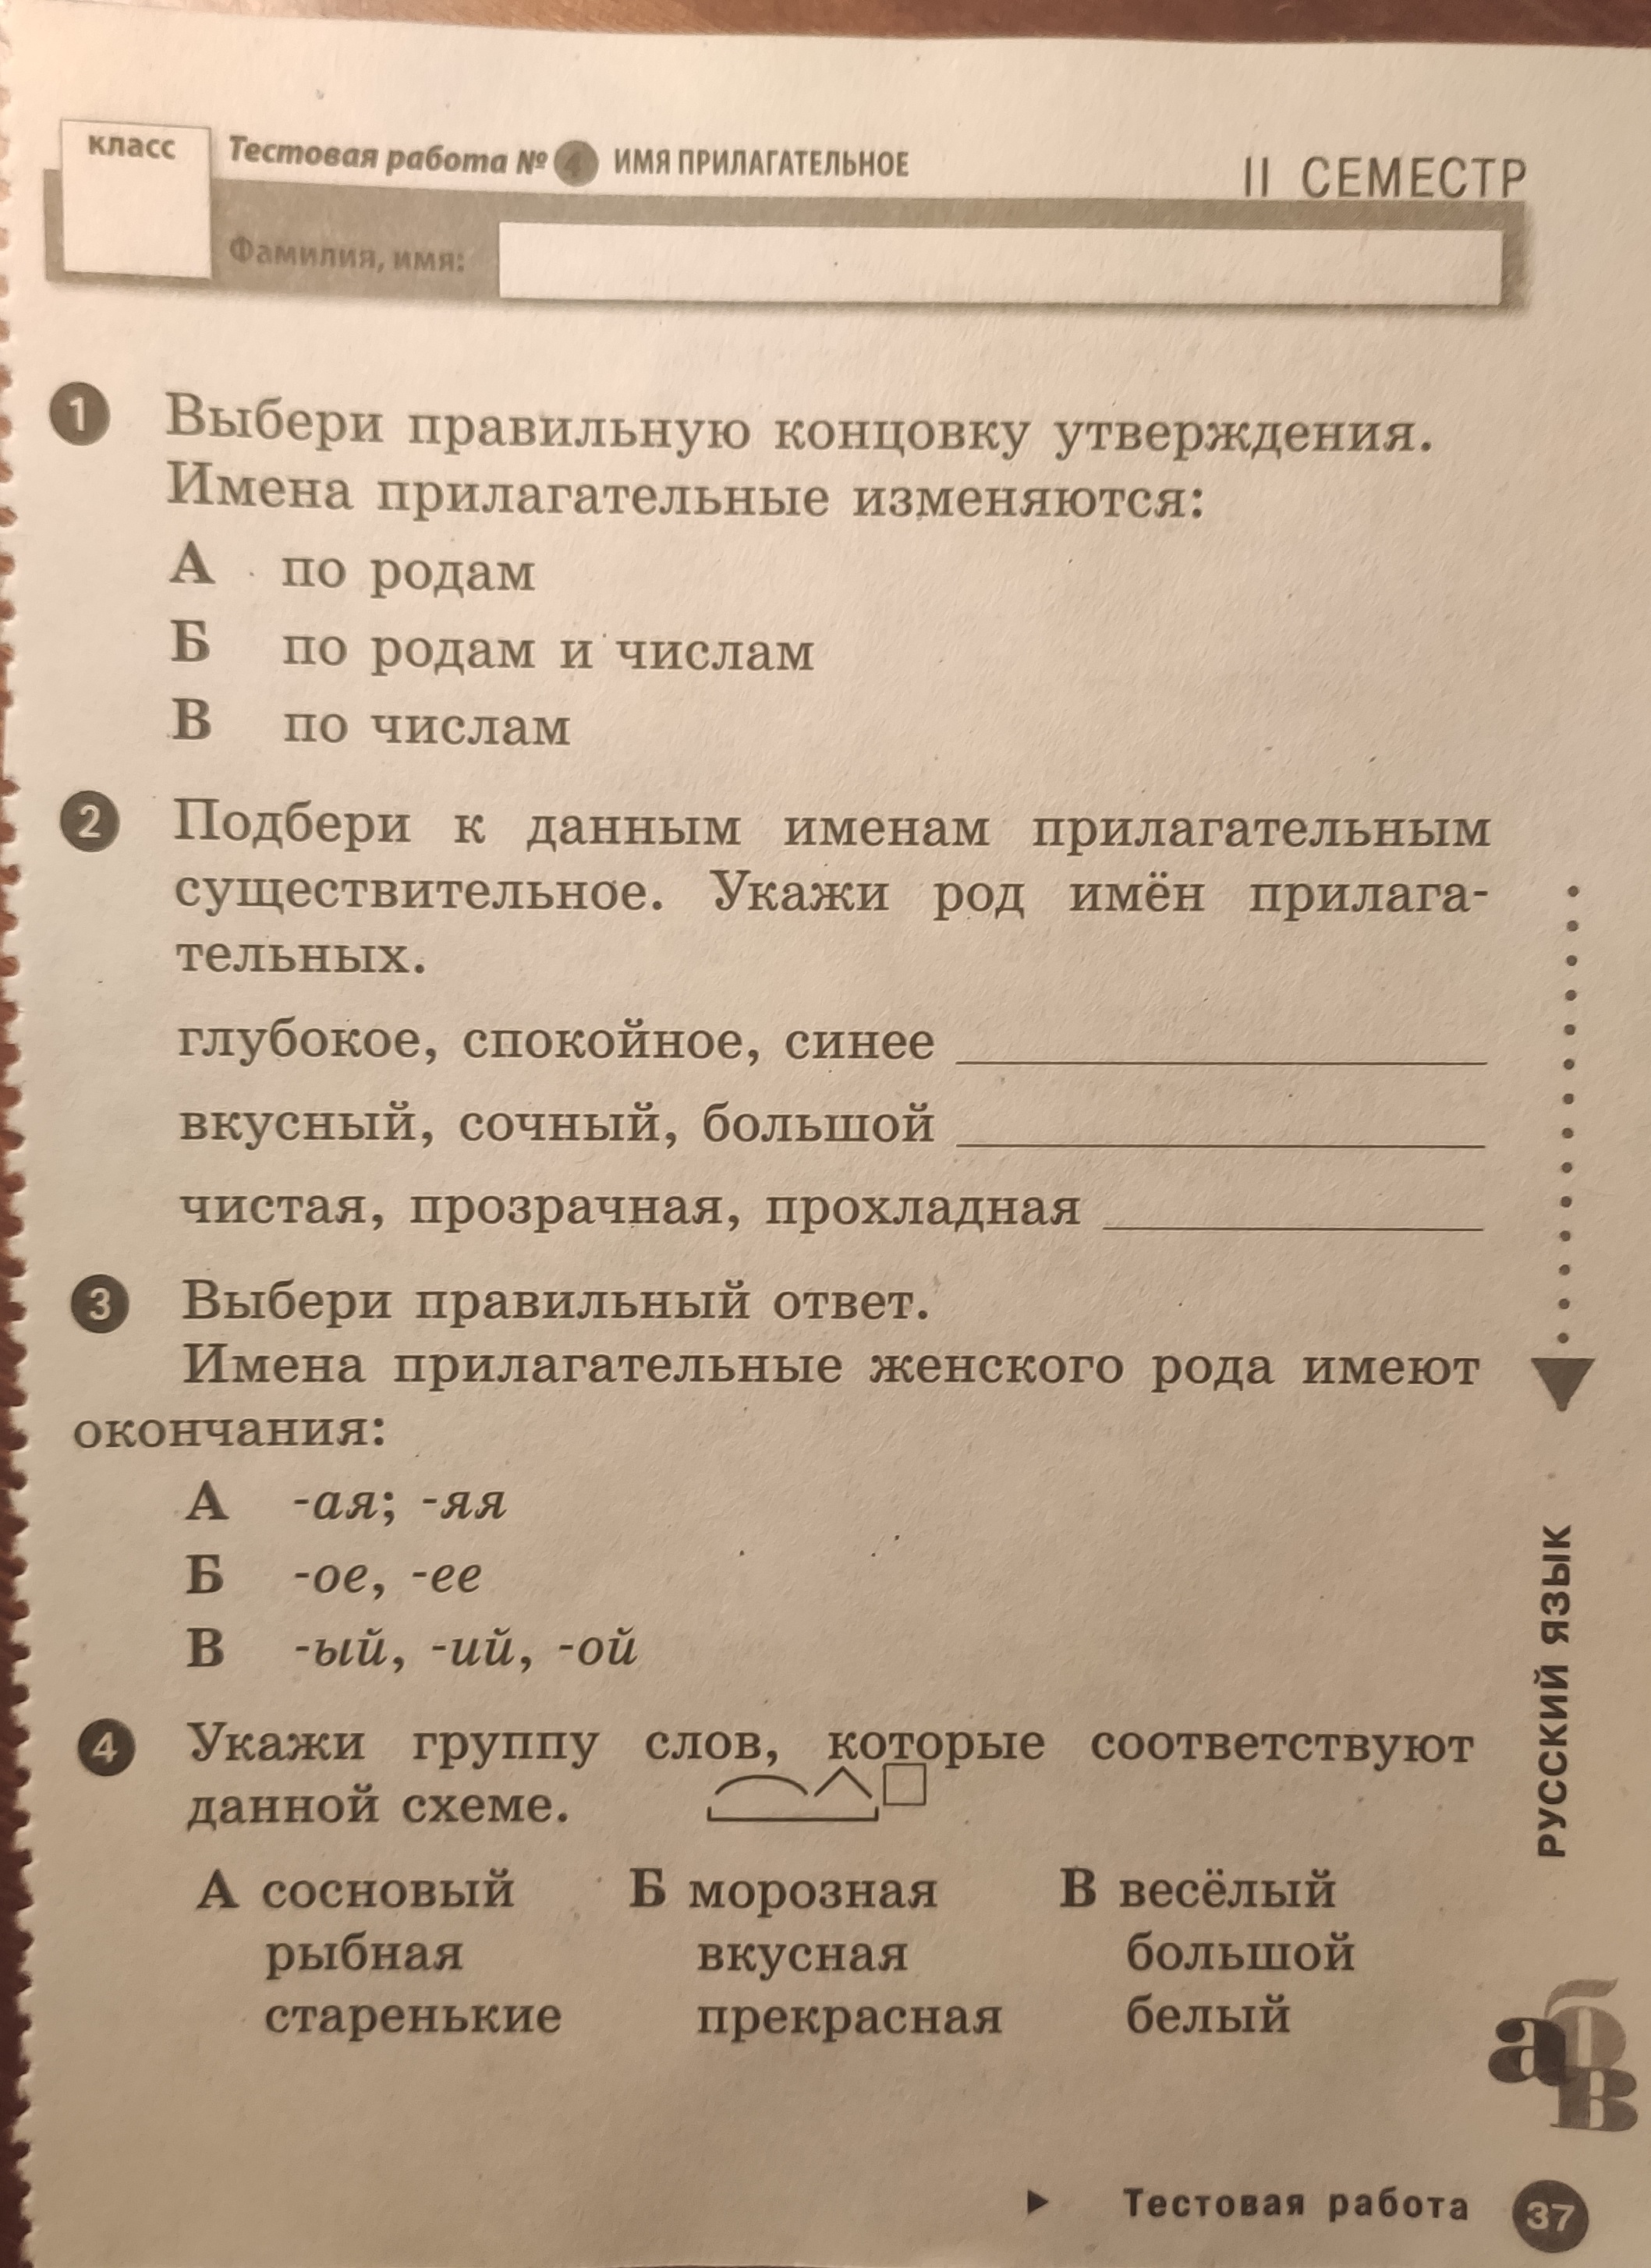 класс
Тестовая работа № 4 ИМЯ ПРИЛАГАТЕЛЬНОЕ
II СЕМЕСТР
Фамилия, имя:
1 Выбери правильную концовку утверждения.
Имена прилагательные изменяются:
А по родам
Б по родам и числам
В по числам
2 Подбери к данным именам прилагательным
существительное. Укажи род имён прилага-
тельных.
глубокое, спокойное, синее
вкусный, сочный, большой
чистая, прозрачная, прохладная
3 Выбери правильный ответ.
Имена прилагательные женского рода имеют
окончания:
А -ая; -яя
Б -ое, -ее
В -ый, -ий, -ой
4 Укажи группу слов, которые соответствуют
данной схеме.
А сосновый Б морозная В весёлый
рыбная вкусная большой
старенькие прекрасная белый
РУССКИЙ ЯЗЫК
абв
Тестовая работа 37